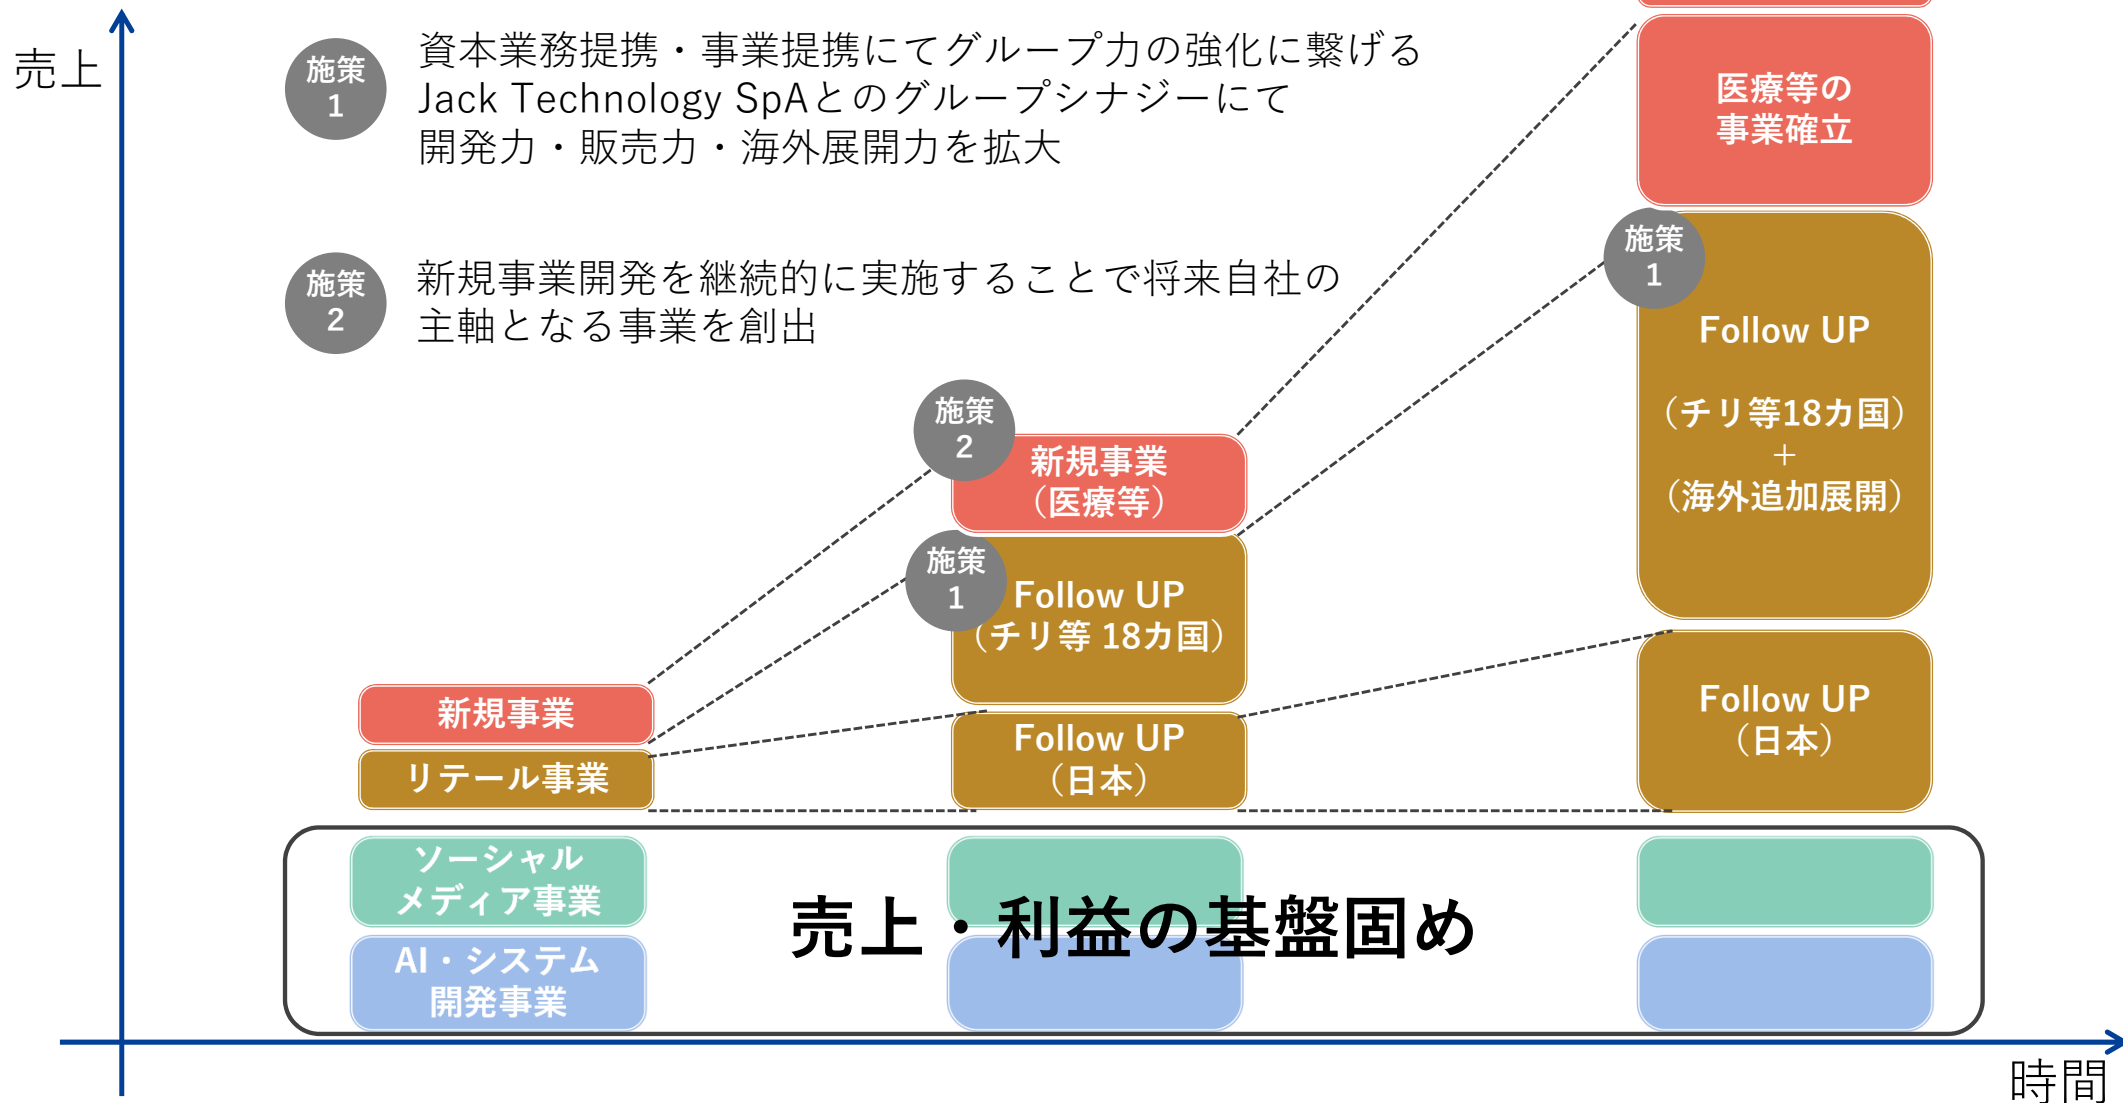 売上
施策
1
資本業務提携・事業提携にてグループ力の強化に繋げる
Jack Technology SpAとのグループシナジーにて
開発力・販売力・海外展開力を拡大
施策
2
新規事業開発を継続的に実施することで将来自社の
主軸となる事業を創出
新規事業
リテール事業
ソーシャル
メディア事業
AI・システム
開発事業
施策
2
新規事業
（医療等）
施策
1
Follow UP
（チリ等 18カ国）
Follow UP
（日本）
医療等の
事業確立
施策
1
Follow UP
（チリ等18カ国）
＋
（海外追加展開）
Follow UP
（日本）
売上・利益の基盤固め
時間